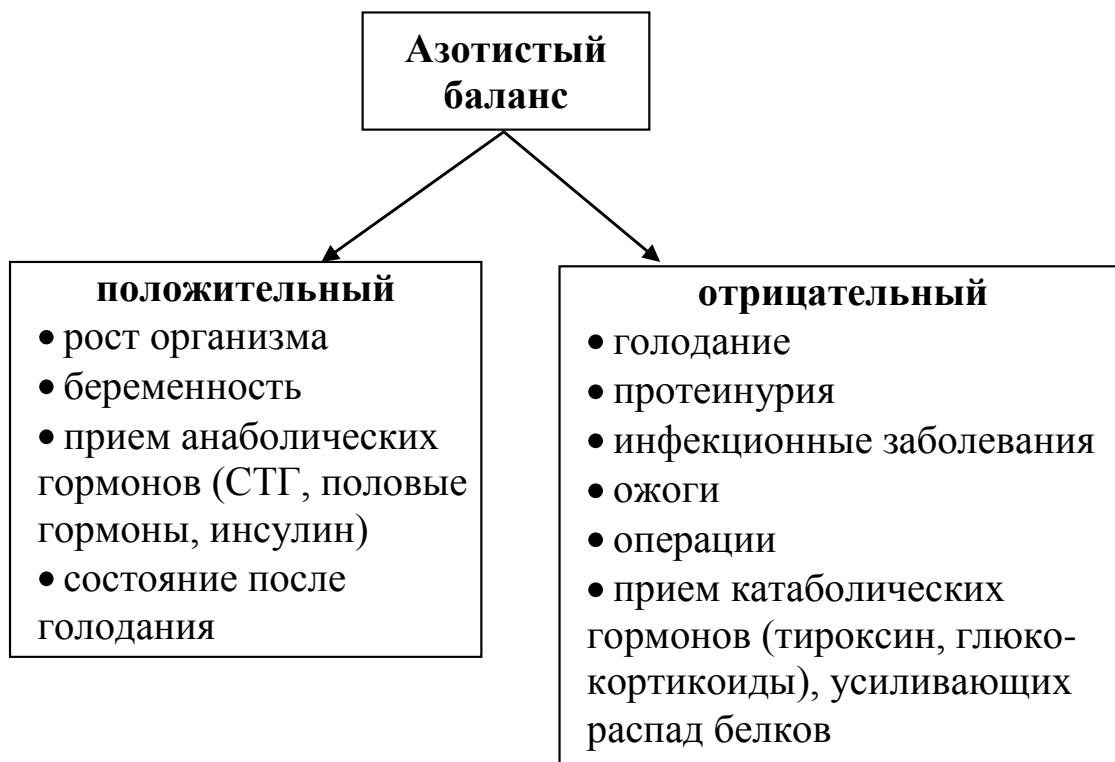 Азотистый
баланс
положительный
• рост организма
• беременность
• прием анаболических
гормонов (СТГ, половые
гормоны, инсулин)
• состояние после
голодания
отрицательный
• голодание
• протеинурия
• инфекционные заболевания
• ожоги
• операции
• прием катаболических
гормонов (тироксин, глюко-
кортикоиды), усиливающих
распад белков